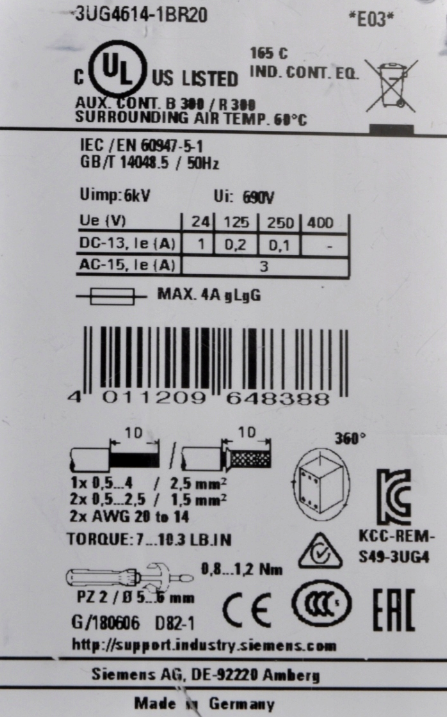 3UG4614-1BR20 *E03*
C UL US LISTED 165 C
IND. CONT. EQ.
AUX. CONT. B 300 / R 300
SURROUNDING AIR TEMP. 60°C
IEC / EN 60947-5-1
GB/T 14048.5 / 50Hz
Uimp: 6kV Ui: 690V
Ue (V) 24 125 250 400
DC-13, Ie (A) 1 0,2 0,1 -
AC-15, Ie (A) 3
MAX. 4A gLgG
4 011209 648388
10 / 10 360°
1x 0,5...4 / 2,5 mm²
2x 0,5...2,5 / 1,5 mm²
2x AWG 20 to 14
TORQUE: 7...10.3 LB.IN
KCC-REM-
S49-3UG4
0,8...1,2 Nm
PZ 2 / Ø 5...6 mm
CE CCC EAC
G/180606 D82-1
http://support.industry.siemens.com
Siemens AG, DE-92220 Amberg
Made in Germany